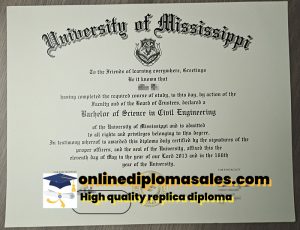 University of Mississippi
To the Friends of learning everywhere, Greetings
Be it known that
having completed the required course of study, is this day, by action of the
Faculty and of the Board of Trustees, declared a
Bachelor of Science in Civil Engineering
of the University of Mississippi and is admitted
to all rights and privileges belonging to this degree.
In testimony whereof is awarded this diploma duly certified by the signatures of the
proper officers, and the seal of the University, affixed this the
eleventh day of May in the year of our Lord 2013 and in the 160th
year of the University.
onlinediplomasales.com
High quality replica diploma